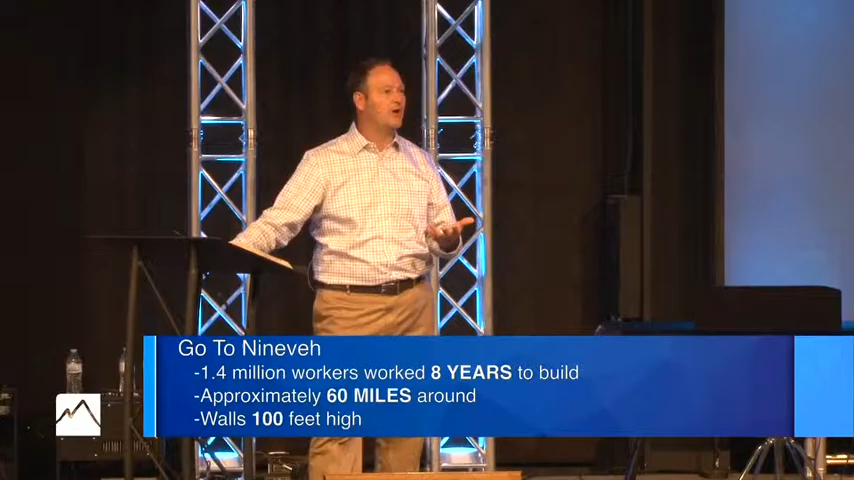 Go To Nineveh
-1.4 million workers worked 8 YEARS to build
-Approximately 60 MILES around
-Walls 100 feet high